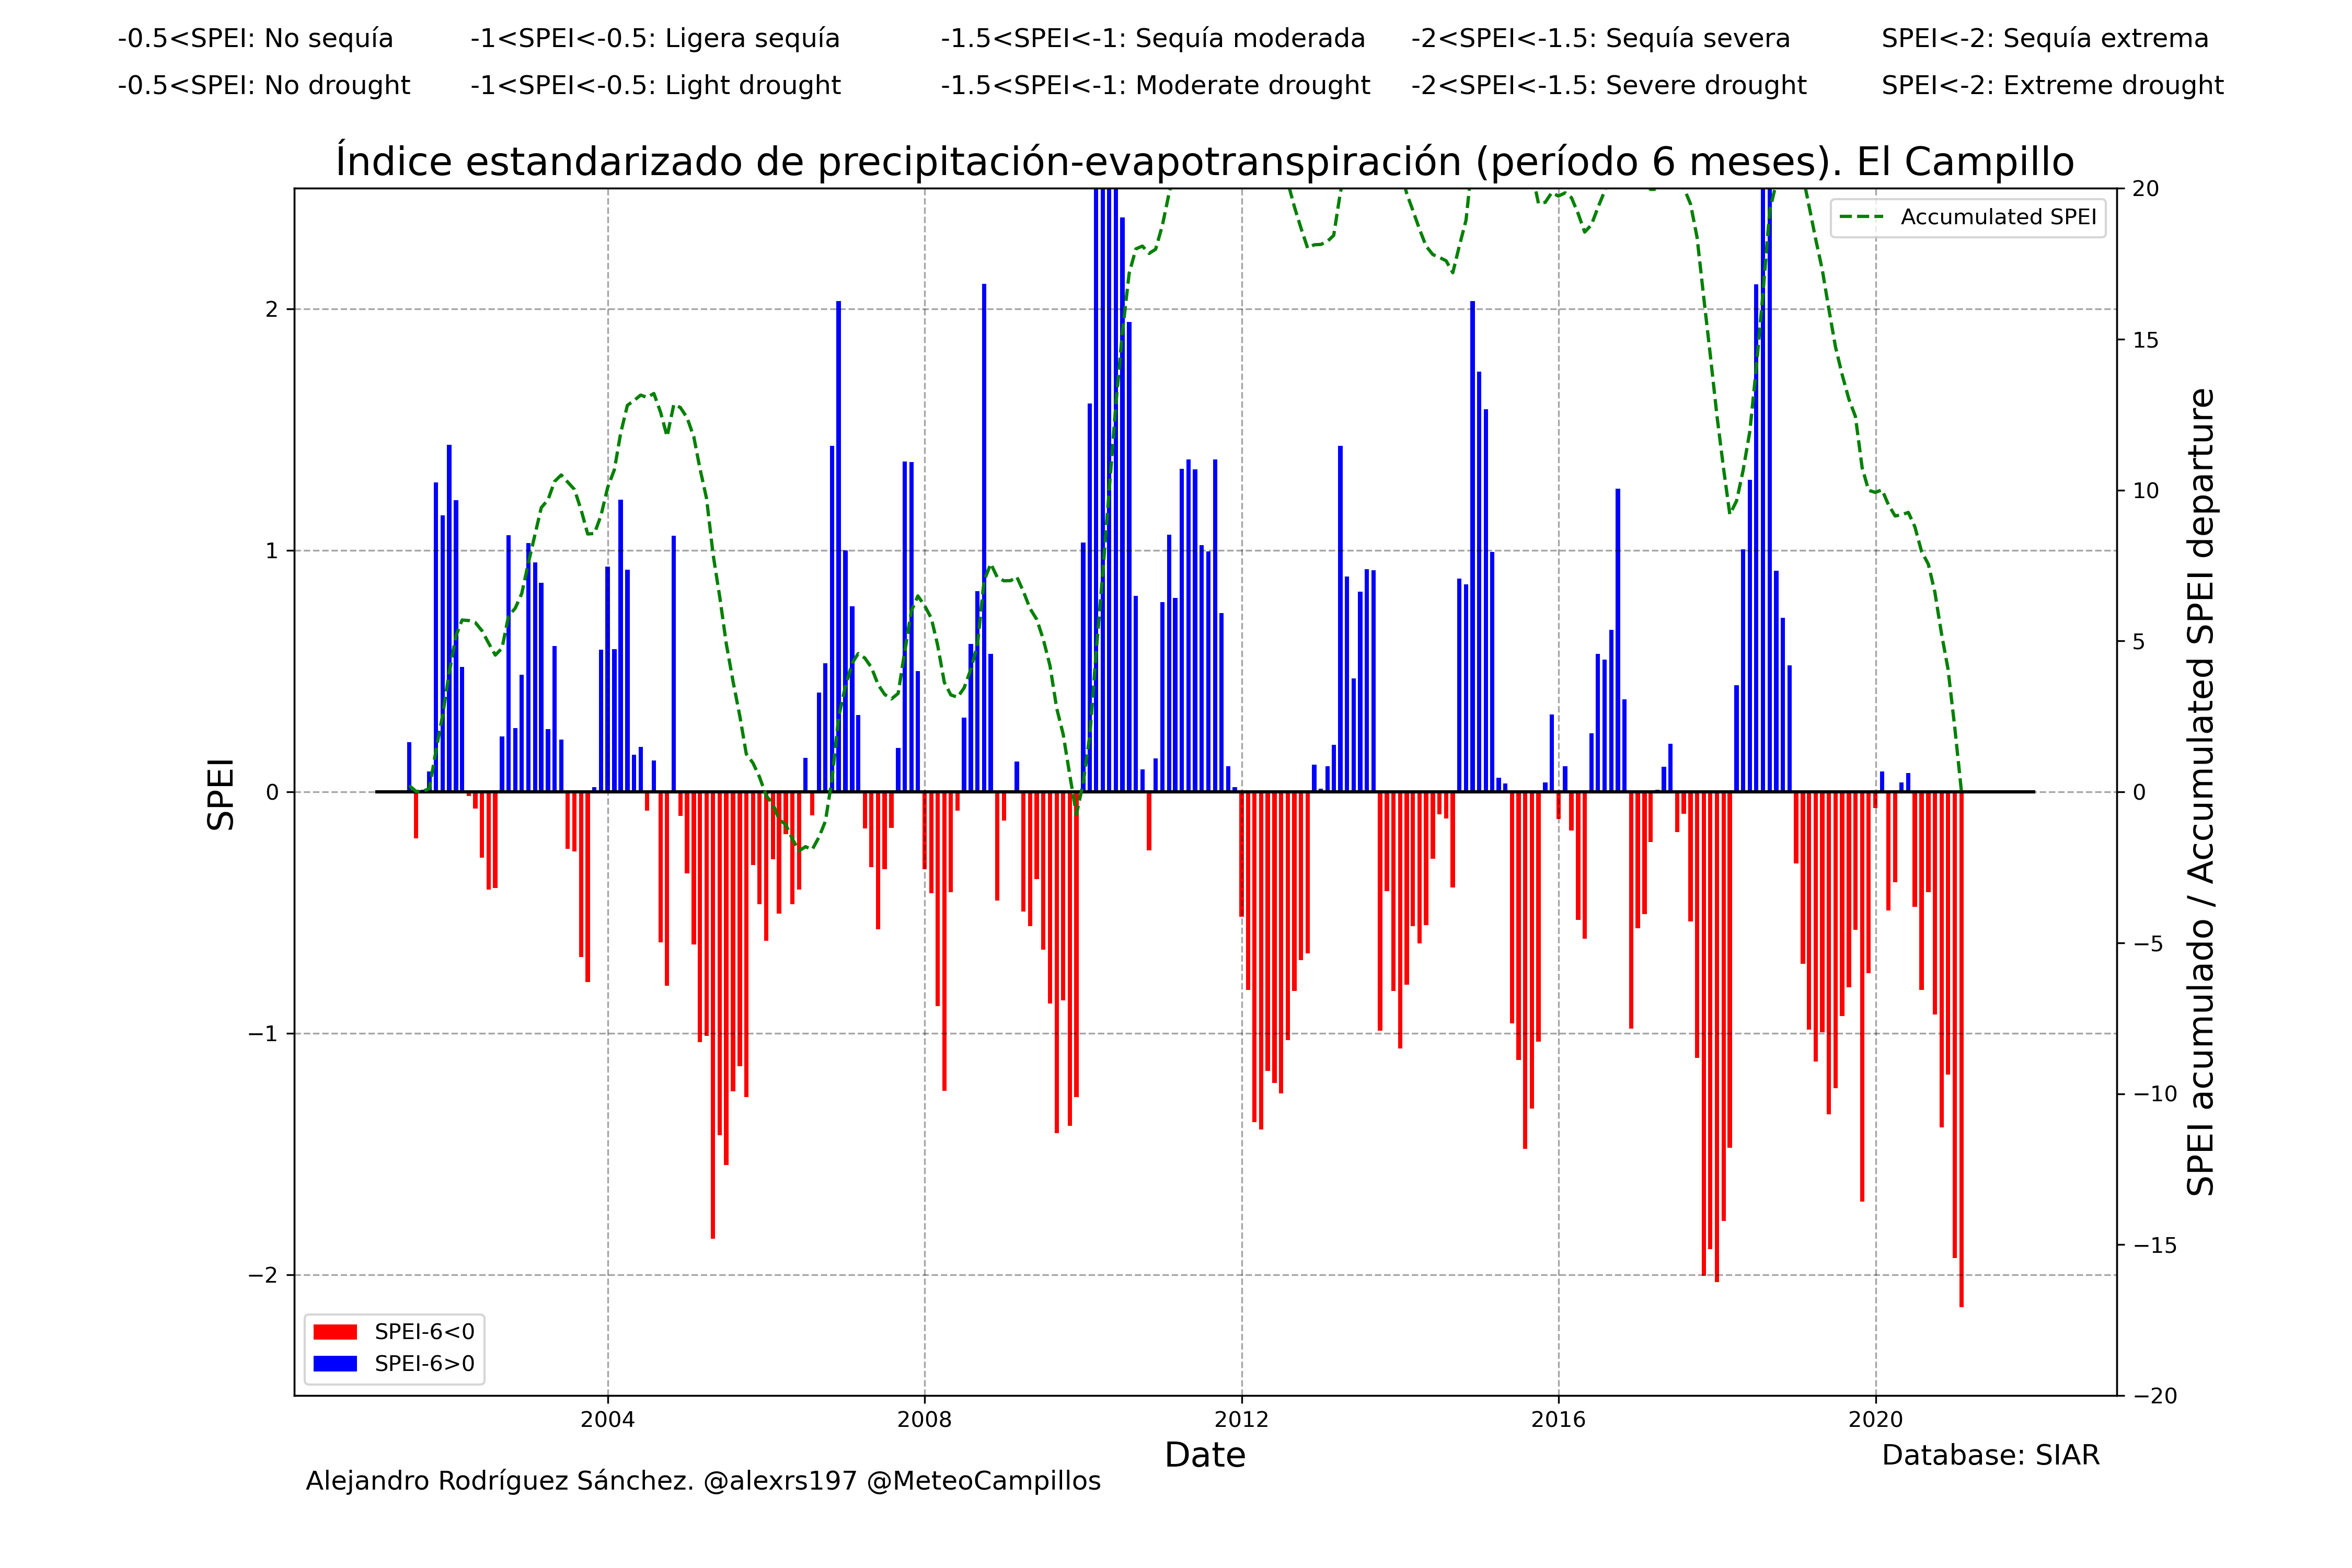 -0.5<SPEI: No sequía -1<SPEI<-0.5: Ligera sequía -1.5<SPEI<-1: Sequía moderada -2<SPEI<-1.5: Sequía severa SPEI<-2: Sequía extrema
-0.5<SPEI: No drought -1<SPEI<-0.5: Light drought -1.5<SPEI<-1: Moderate drought -2<SPEI<-1.5: Severe drought SPEI<-2: Extreme drought
Índice estandarizado de precipitación-evapotranspiración (período 6 meses). El Campillo
SPEI
2
1
0
−1
−2
Accumulated SPEI
20
15
10
5
0
−5
−10
−15
−20
SPEI acumulado / Accumulated SPEI departure
SPEI-6<0
SPEI-6>0
2004 2008 2012 2016 2020
Date
Database: SIAR
Alejandro Rodríguez Sánchez. @alexrs197 @MeteoCampillos